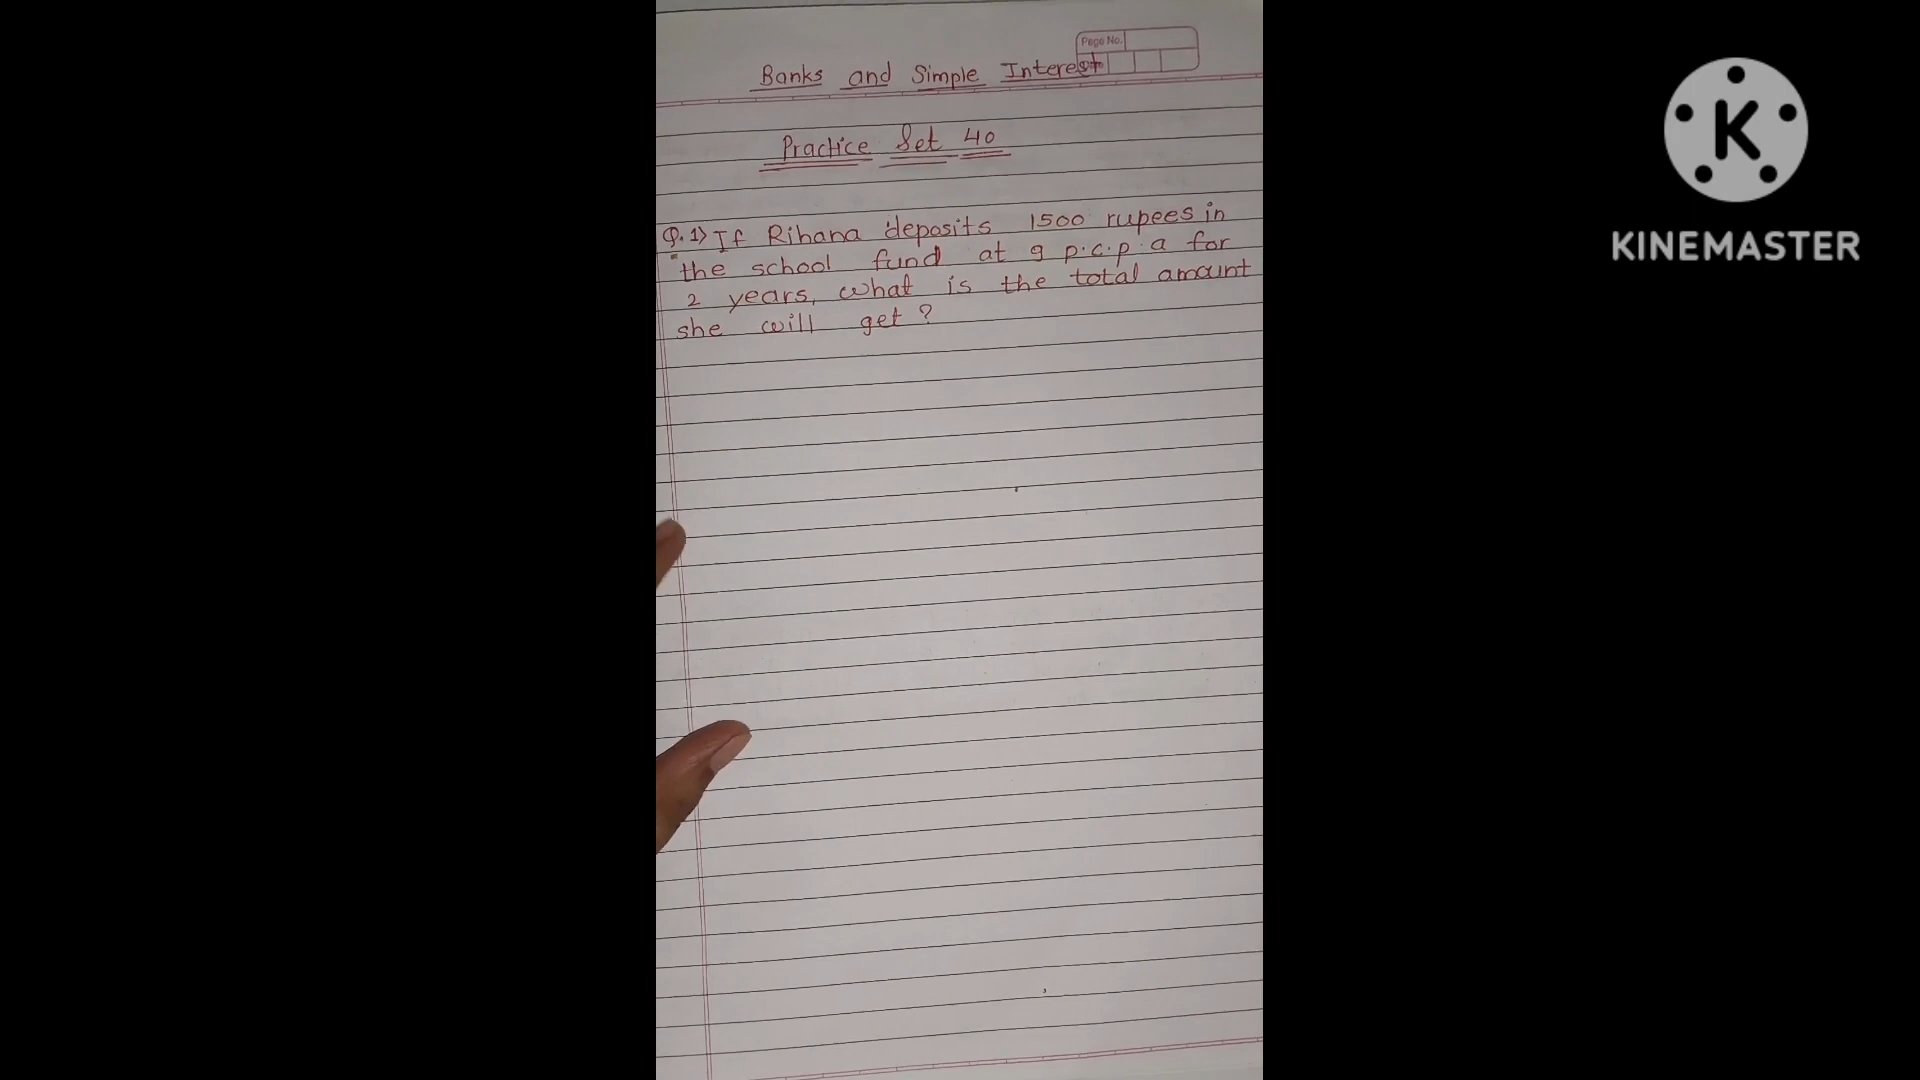 Page No.
Banks and Simple Interest
Practice Set 40
Q.1) If Rihana deposits 1500 rupees in
the school fund at 9 p.c.p.a for
2 years, what is the total amount
she will get?
K
KINEMASTER